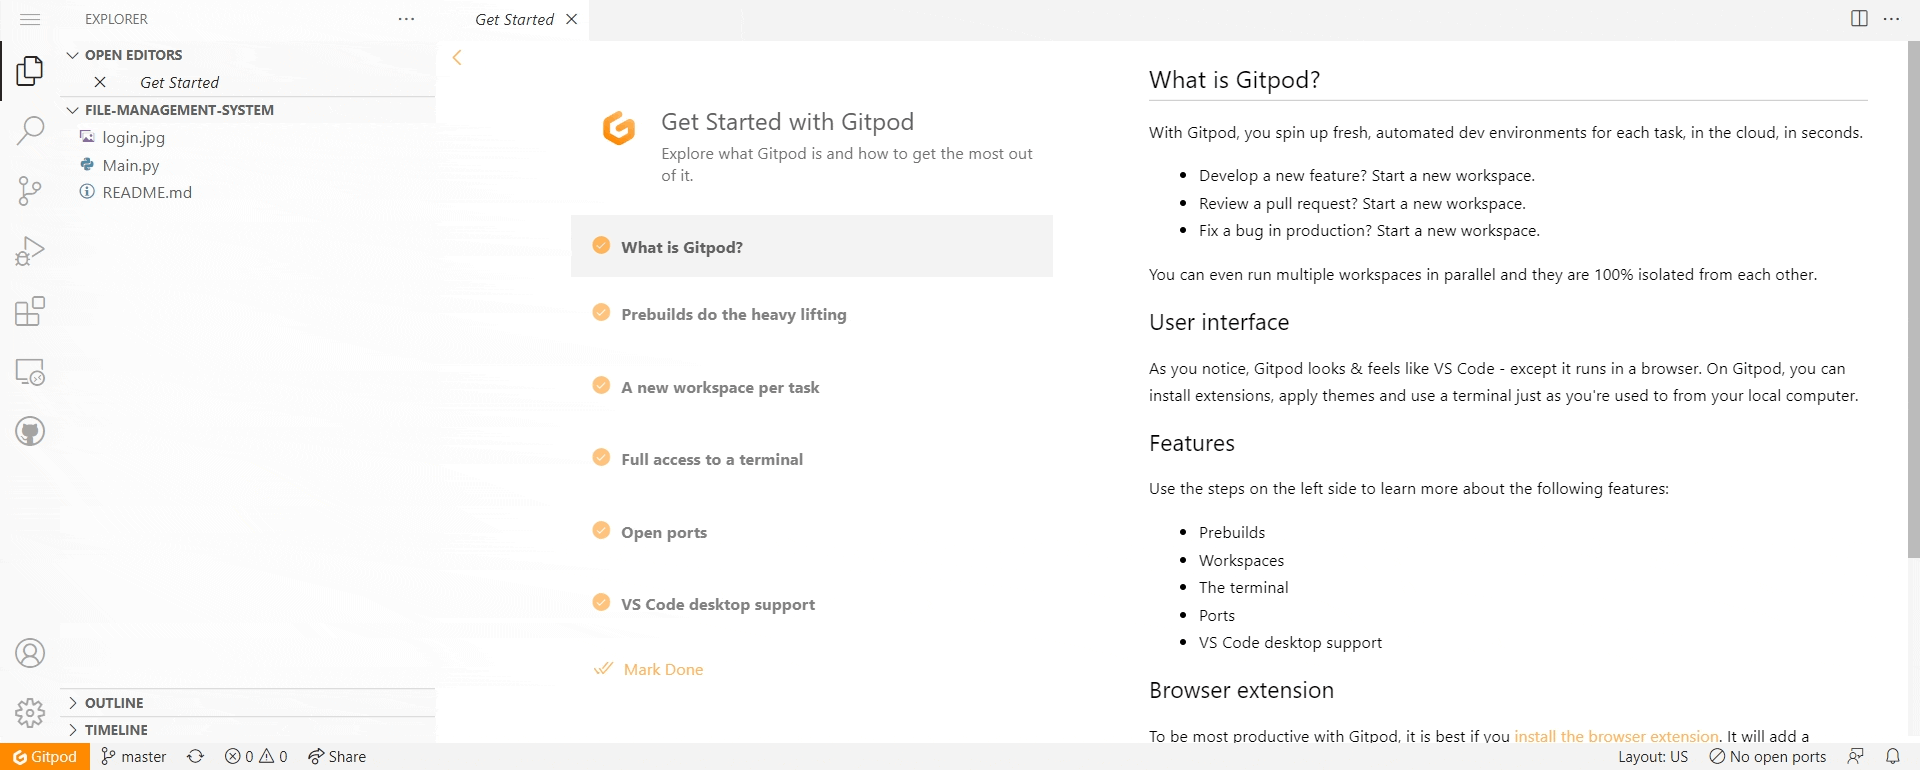 EXPLORER
OPEN EDITORS
Get Started
FILE-MANAGEMENT-SYSTEM
login.jpg
Main.py
README.md
OUTLINE
TIMELINE
Get Started
Get Started with Gitpod
Explore what Gitpod is and how to get the most out
of it.
What is Gitpod?
Prebuilds do the heavy lifting
A new workspace per task
Full access to a terminal
Open ports
VS Code desktop support
Mark Done
What is Gitpod?
With Gitpod, you spin up fresh, automated dev environments for each task, in the cloud, in seconds.
Develop a new feature? Start a new workspace.
Review a pull request? Start a new workspace.
Fix a bug in production? Start a new workspace.
You can even run multiple workspaces in parallel and they are 100% isolated from each other.
User interface
As you notice, Gitpod looks & feels like VS Code - except it runs in a browser. On Gitpod, you can
install extensions, apply themes and use a terminal just as you're used to from your local computer.
Features
Use the steps on the left side to learn more about the following features:
Prebuilds
Workspaces
The terminal
Ports
VS Code desktop support
Browser extension
To be most productive with Gitpod, it is best if you install the browser extension. It will add a
Gitpod master 0 0 Share Layout: US No open ports